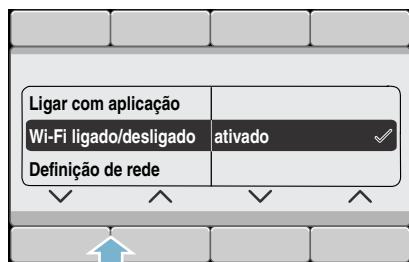 Ligar com aplicação
Wi-Fi ligado/desligado ativado
Definição de rede